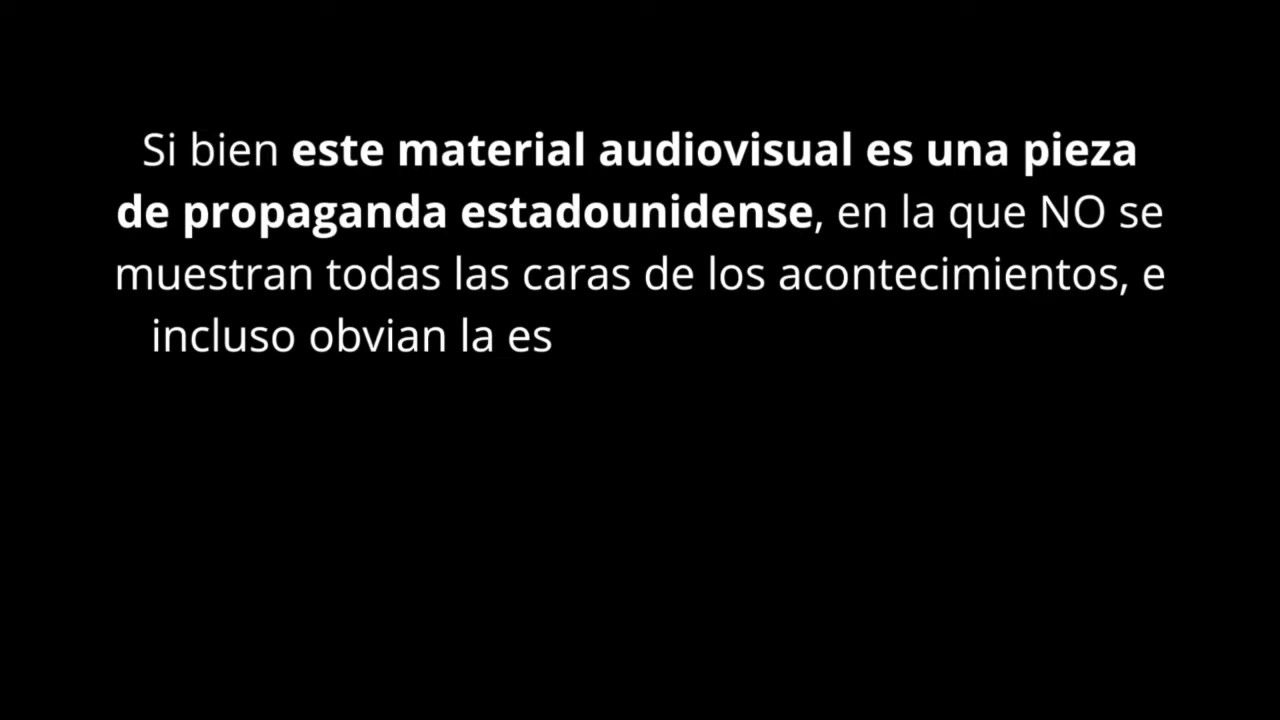 Si bien este material audiovisual es una pieza
de propaganda estadounidense, en la que NO se
muestran todas las caras de los acontecimientos, e
incluso obvian la es